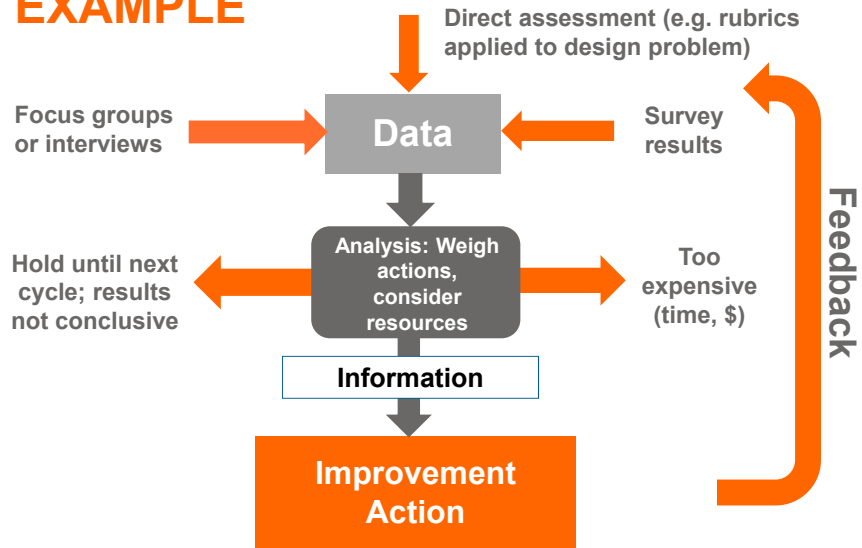 EXAMPLE
Direct assessment (e.g. rubrics
applied to design problem)
Focus groups
or interviews
Data
Survey
results
Feedback
Hold until next
cycle; results
not conclusive
Analysis: Weigh
actions,
consider
resources
Too
expensive
(time, $)
Information
Improvement
Action